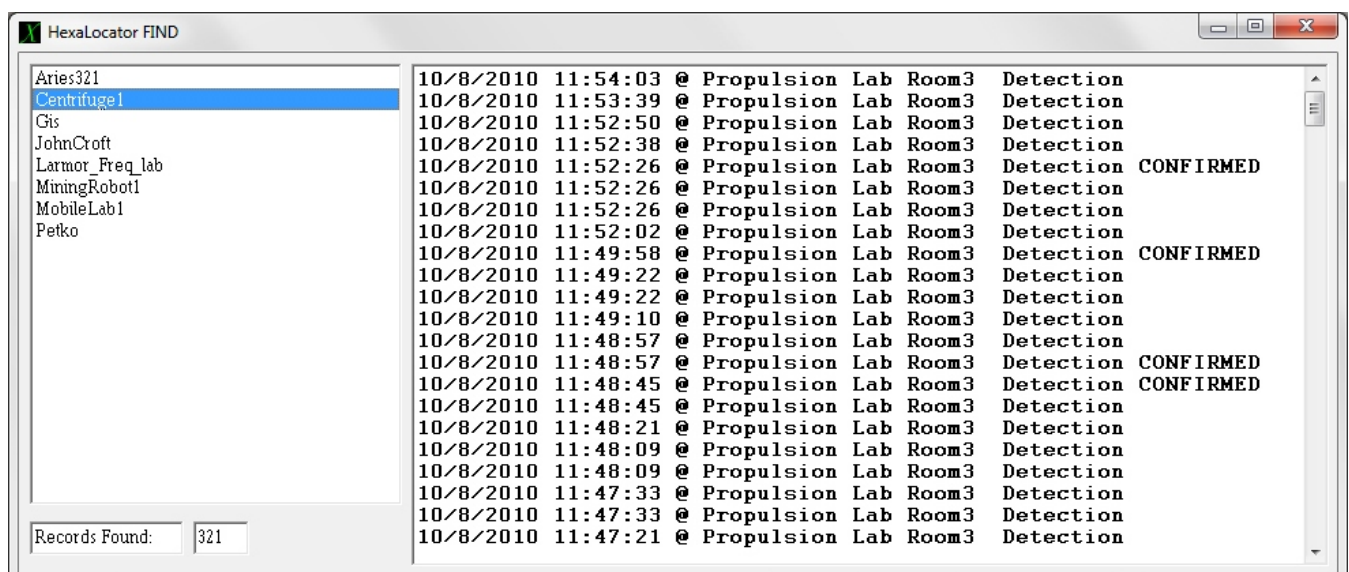 HexaLocator FIND
Aries321
Centrifuge1
Gis
JohnCroft
Larmor_Freq_lab
MiningRobot1
MobileLab1
Petko
Records Found: 321
10/8/2010 11:54:03 @ Propulsion Lab Room3 Detection
10/8/2010 11:53:39 @ Propulsion Lab Room3 Detection
10/8/2010 11:52:50 @ Propulsion Lab Room3 Detection
10/8/2010 11:52:38 @ Propulsion Lab Room3 Detection
10/8/2010 11:52:26 @ Propulsion Lab Room3 Detection CONFIRMED
10/8/2010 11:52:26 @ Propulsion Lab Room3 Detection
10/8/2010 11:52:26 @ Propulsion Lab Room3 Detection
10/8/2010 11:52:02 @ Propulsion Lab Room3 Detection
10/8/2010 11:49:58 @ Propulsion Lab Room3 Detection CONFIRMED
10/8/2010 11:49:22 @ Propulsion Lab Room3 Detection
10/8/2010 11:49:22 @ Propulsion Lab Room3 Detection
10/8/2010 11:49:10 @ Propulsion Lab Room3 Detection
10/8/2010 11:48:57 @ Propulsion Lab Room3 Detection
10/8/2010 11:48:57 @ Propulsion Lab Room3 Detection CONFIRMED
10/8/2010 11:48:45 @ Propulsion Lab Room3 Detection CONFIRMED
10/8/2010 11:48:45 @ Propulsion Lab Room3 Detection
10/8/2010 11:48:21 @ Propulsion Lab Room3 Detection
10/8/2010 11:48:09 @ Propulsion Lab Room3 Detection
10/8/2010 11:48:09 @ Propulsion Lab Room3 Detection
10/8/2010 11:47:33 @ Propulsion Lab Room3 Detection
10/8/2010 11:47:33 @ Propulsion Lab Room3 Detection
10/8/2010 11:47:21 @ Propulsion Lab Room3 Detection